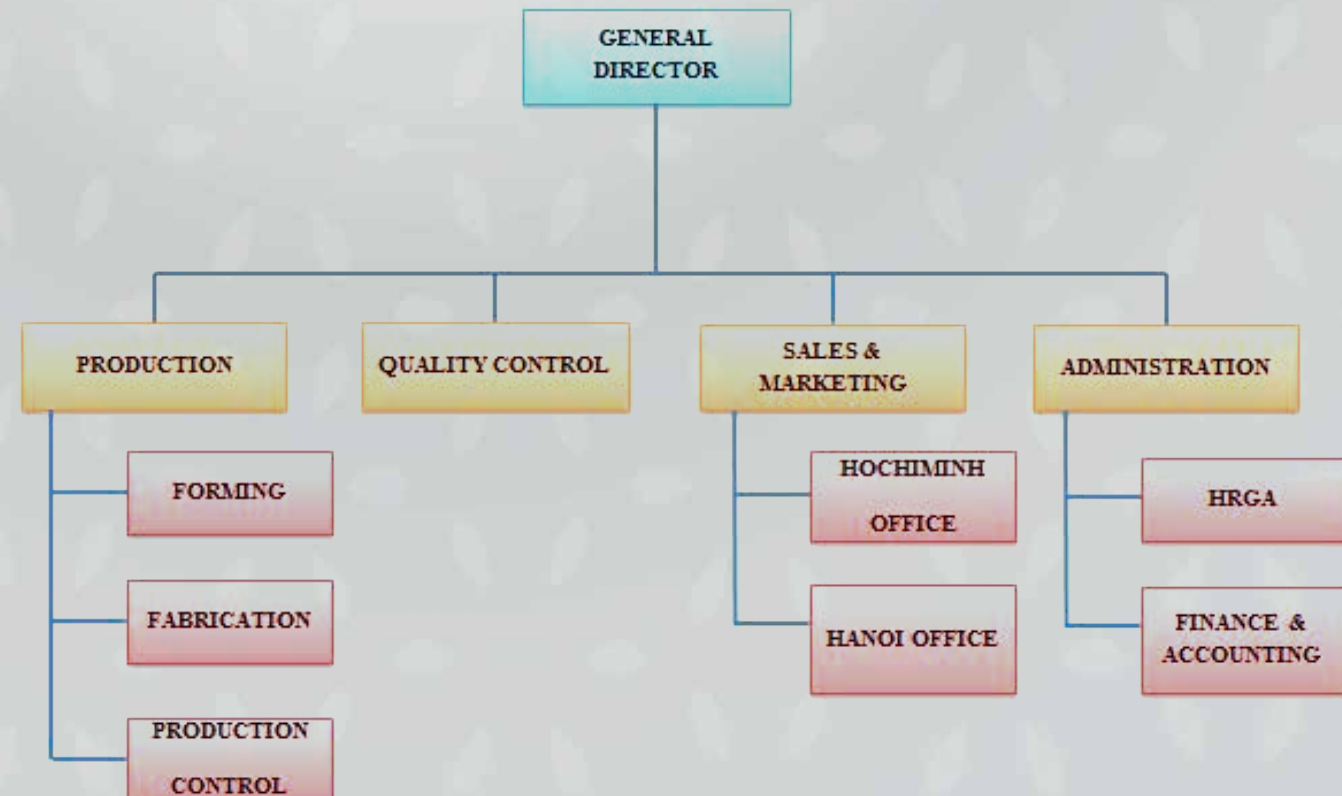 GENERAL
DIRECTOR
PRODUCTION
QUALITY CONTROL
SALES &
MARKETING
ADMINISTRATION
FORMING
FABRICATION
PRODUCTION
CONTROL
HOCHIMINH
OFFICE
HANOI OFFICE
HRGA
FINANCE &
ACCOUNTING